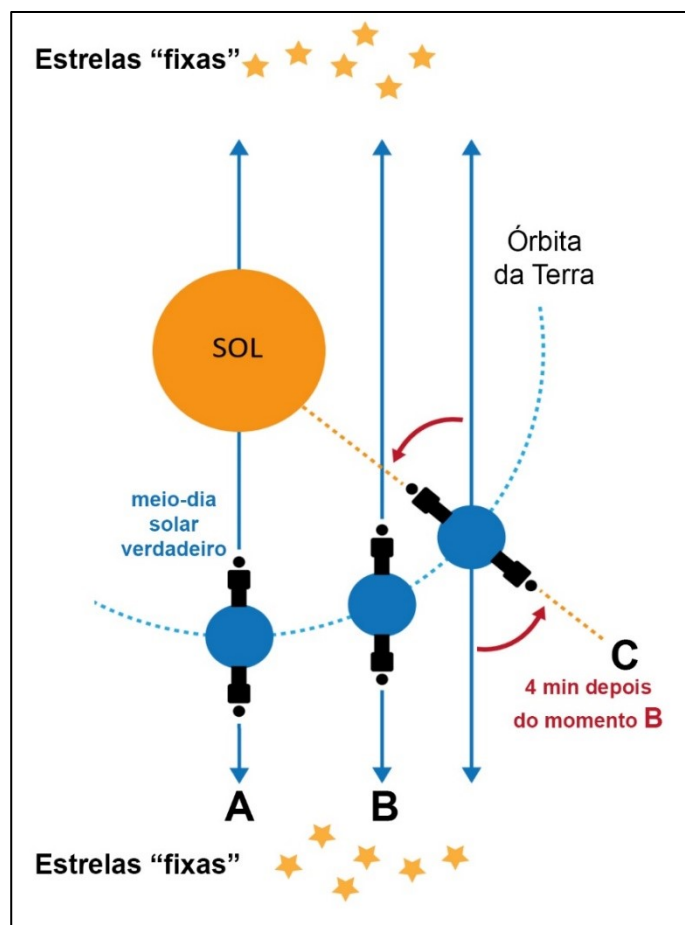 Estrelas “fixas”
Órbita
da Terra
SOL
meio-dia
solar
verdadeiro
C
4 min depois
do momento B
A
B
Estrelas “fixas”